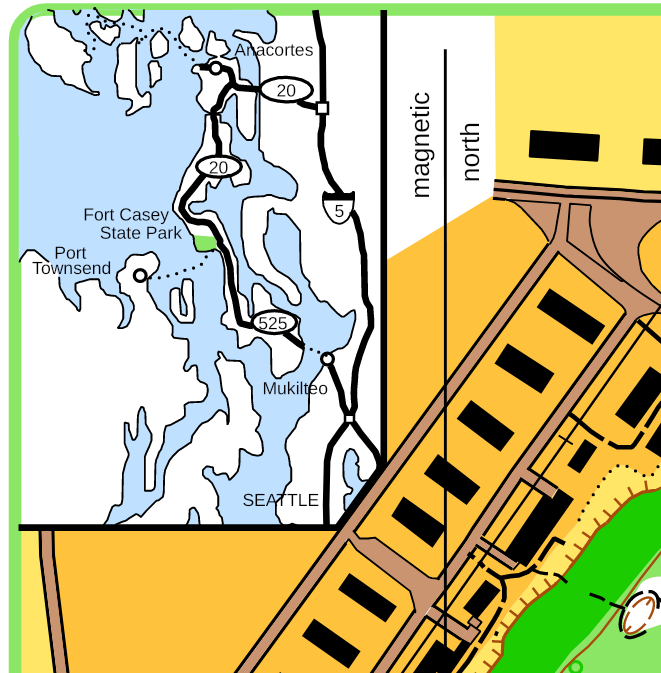 Anacortes
20
magnetic
north
20
5
Fort Casey
State Park
Port
Townsend
525
Mukilteo
SEATTLE